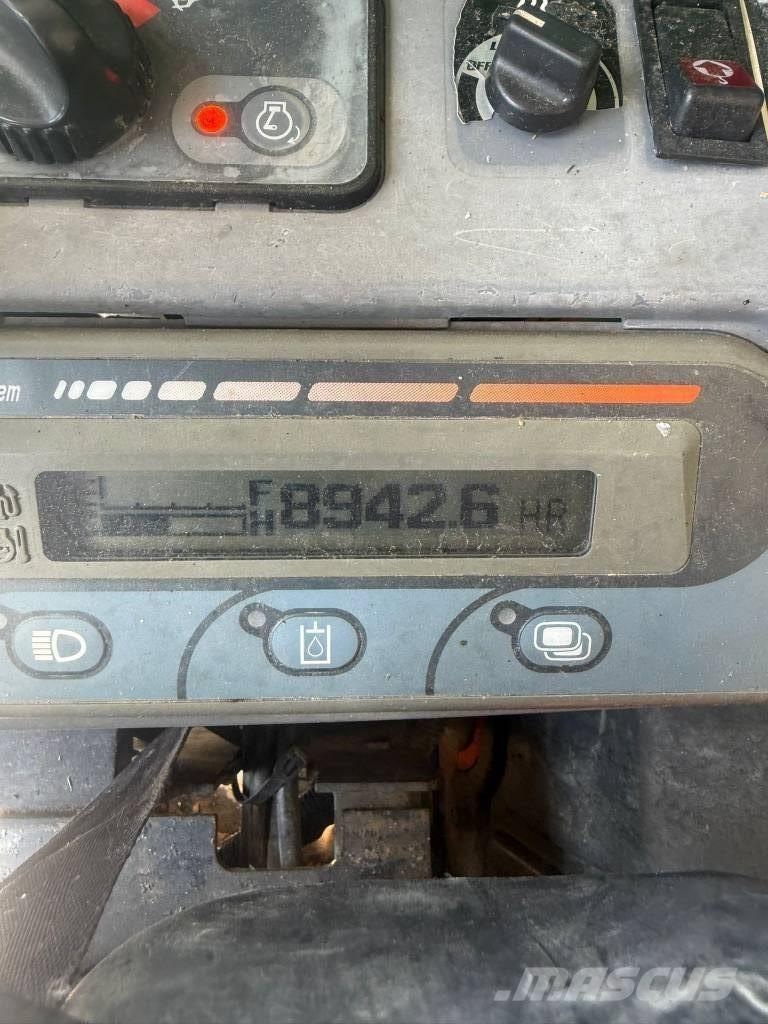 em
F
H 8942.6 HR
MASCUS